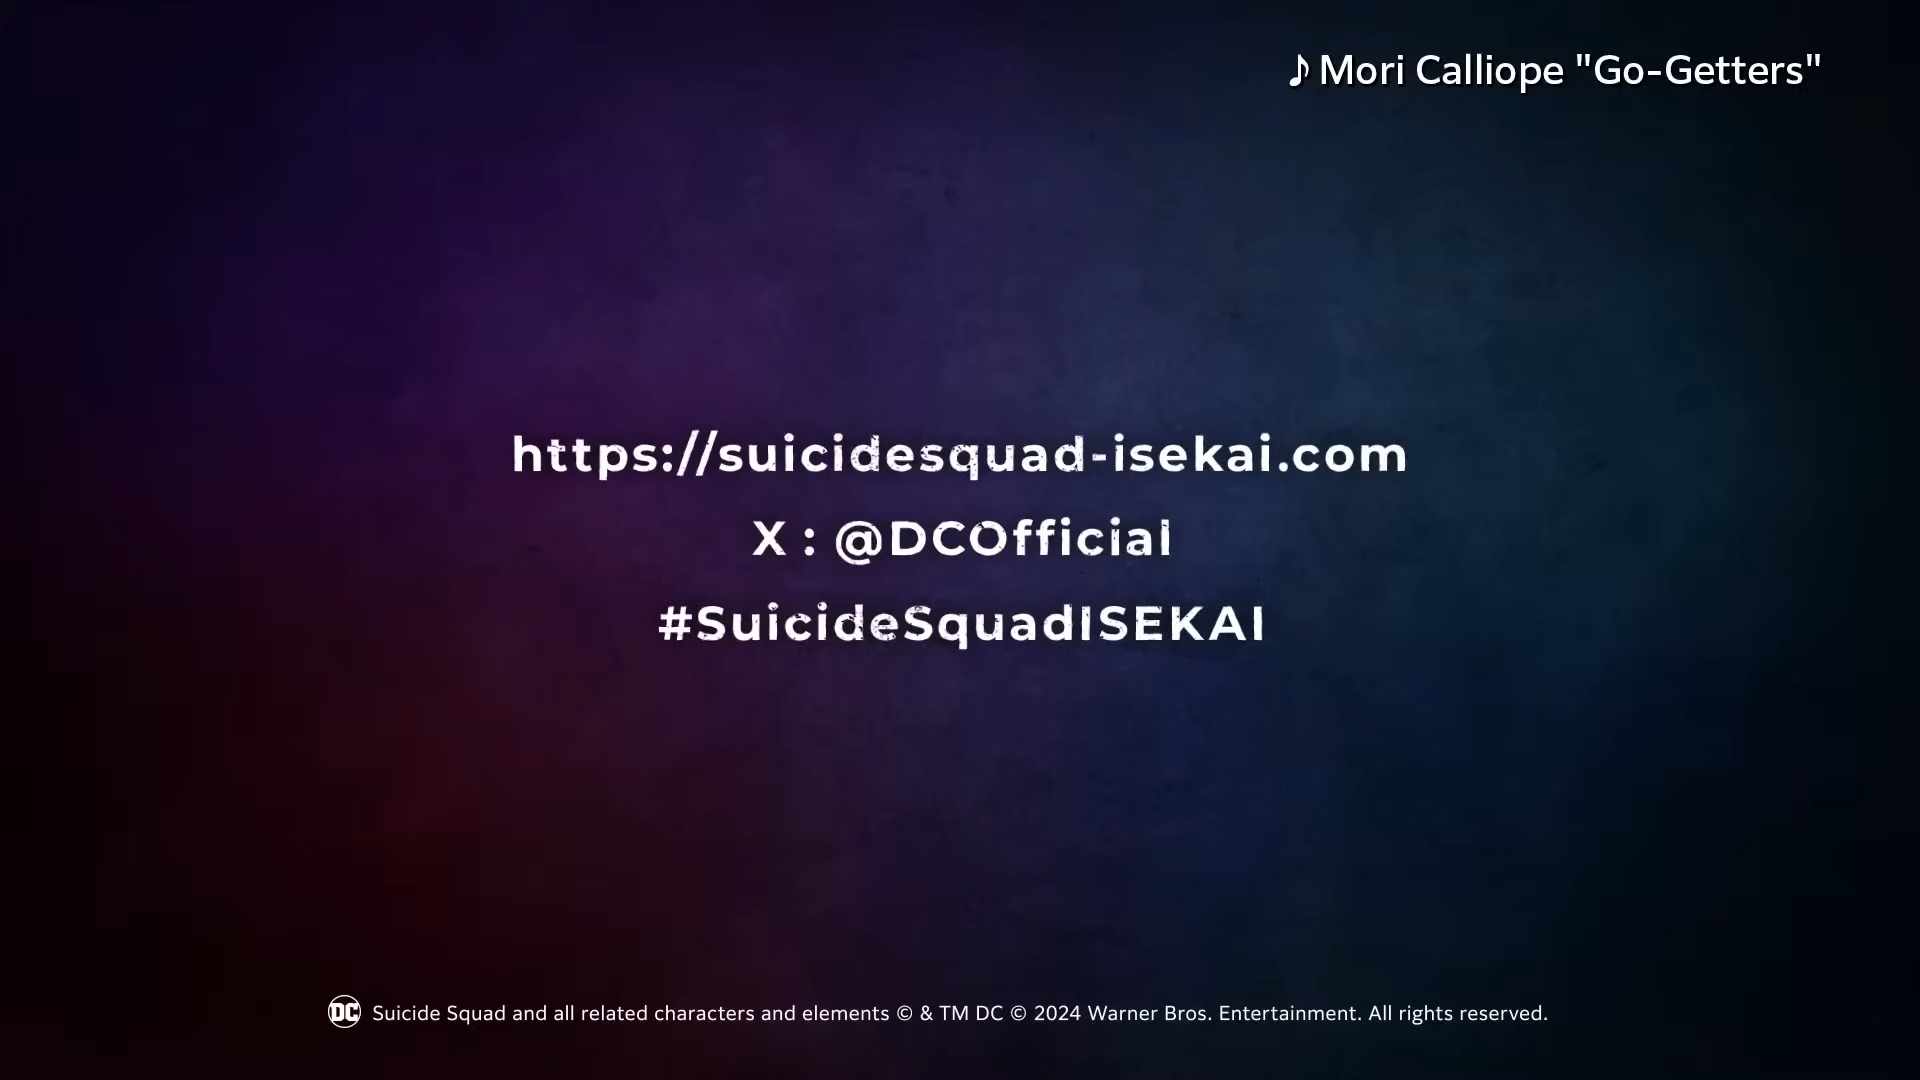 ♪ Mori Calliope "Go-Getters"
https://suicidesquad-isekai.com
X : @DCOfficial
#SuicideSquadISEKAI
DC Suicide Squad and all related characters and elements © & TM DC © 2024 Warner Bros. Entertainment. All rights reserved.